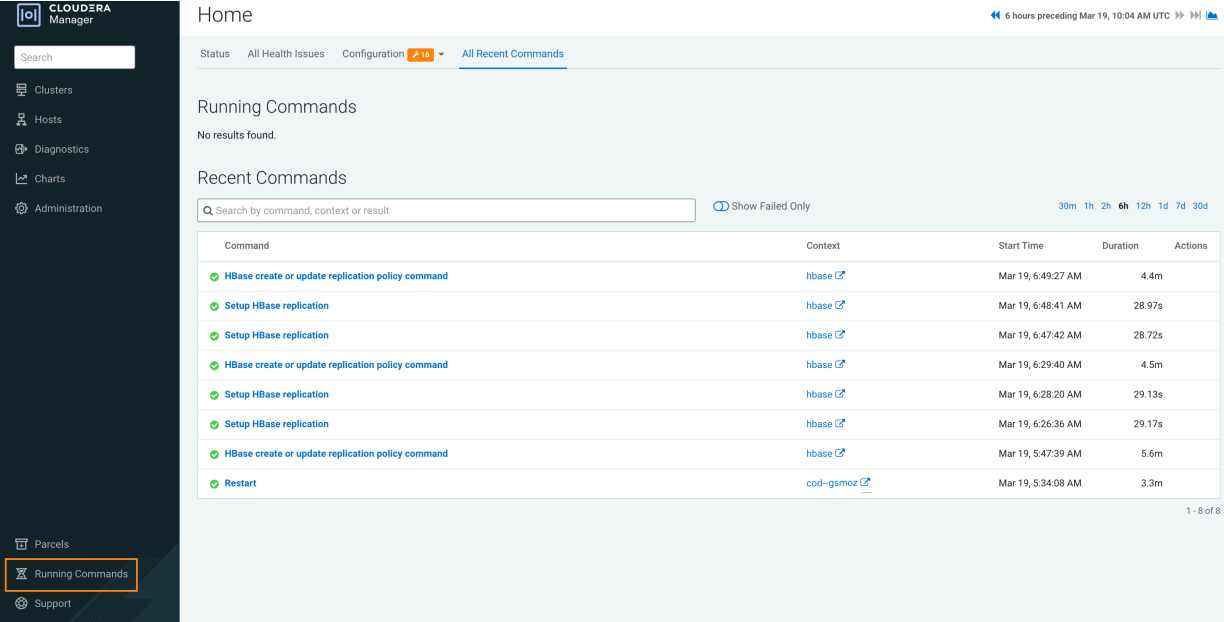 CLOUDERA
Manager
Search
Clusters
Hosts
Diagnostics
Charts
Administration
Parcels
Running Commands
Support
Home
6 hours preceding Mar 19, 10:04 AM UTC
Status All Health Issues Configuration 16 All Recent Commands
Running Commands
No results found.
Recent Commands
Search by command, context or result
Show Failed Only
30m 1h 2h 6h 12h 1d 7d 30d
Command Context Start Time Duration Actions
HBase create or update replication policy command hbase Mar 19, 6:49:27 AM 4.4m
Setup HBase replication hbase Mar 19, 6:48:41 AM 28.97s
Setup HBase replication hbase Mar 19, 6:47:42 AM 28.72s
HBase create or update replication policy command hbase Mar 19, 6:29:40 AM 4.5m
Setup HBase replication hbase Mar 19, 6:28:20 AM 29.13s
Setup HBase replication hbase Mar 19, 6:26:36 AM 29.17s
HBase create or update replication policy command hbase Mar 19, 5:47:39 AM 5.6m
Restart cod--gsmoz Mar 19, 5:34:08 AM 3.3m
1 - 8 of 8